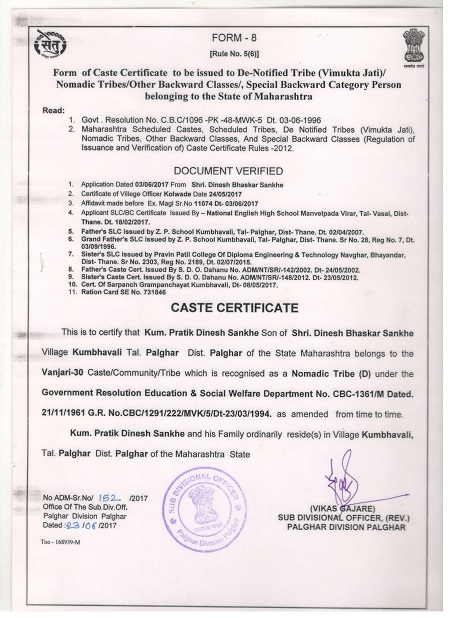 FORM - 8
[Rule No. 5(6)]
Form of Caste Certificate to be issued to De-Notified Tribe (Vimukta Jati)/
Nomadic Tribes/Other Backward Classes/, Special Backward Category Person
belonging to the State of Maharashtra
Read:
1. Govt . Resolution No. C.B.C/1096 -PK -48-MWK-5 Dt. 03-06-1996
2. Maharashtra Scheduled Castes, Scheduled Tribes, De Notified Tribes (Vimukta Jati),
Nomadic Tribes, Other Backward Classes, And Special Backward Classes (Regulation of
Issuance and Verification of) Caste Certificate Rules -2012.
DOCUMENT VERIFIED
1. Application Dated 03/06/2017 From Shri. Dinesh Bhaskar Sankhe
2. Certificate of Village Officer Kolwade Date 24/05/2017
3. Affidavit made before Ex. Magl Sr.No 11074 Dt- 03/06/2017
4. Applicant SLC/BC Certificate Issued By – National English High School Manvelpada Virar, Tal- Vasai, Dist-
Thane. Dt. 18/02/2017.
5. Father's SLC Issued by Z. P. School Kumbhavali, Tal- Palghar, Dist- Thane. Dt. 02/04/2007.
6. Grand Father's SLC Issued by Z. P. School Kumbhavali, Tal- Palghar, Dist- Thane. Sr No. 28, Reg No. 7, Dt.
03/09/1996.
7. Sister's SLC issued by Pravin Patil College Of Diploma Engineering & Technology Navghar, Bhayandar,
Dist- Thane. Sr No. 2303, Reg No. 2189, Dt. 02/07/2015.
8. Father's Caste Cert. Issued By S. D. O. Dahanu No. ADM/NT/SR/-142/2002. Dt- 24/05/2002.
9. Sister's Caste Cert. Issued By S. D. O. Dahanu No. ADM/NT/SR/-148/2012. Dt- 23/05/2012.
10. Cert. Of Sarpanch Grampanchayat Kumbhavali, Dt- 08/05/2017.
11. Ration Card SE No. 731846
CASTE CERTIFICATE
This is to certify that Kum. Pratik Dinesh Sankhe Son of Shri. Dinesh Bhaskar Sankhe
Village Kumbhavali Tal. Palghar Dist. Palghar of the State Maharashtra belongs to the
Vanjari-30 Caste/Community/Tribe which is recognised as a Nomadic Tribe (D) under the
Government Resolution Education & Social Welfare Department No. CBC-1361/M Dated.
21/11/1961 G.R. No.CBC/1291/222/MVK/5/Dt-23/03/1994. as amended from time to time.
Kum. Pratik Dinesh Sankhe and his Family ordinarily reside(s) in Village Kumbhavali,
Tal. Palghar Dist. Palghar of the Maharashtra State
No ADM-Sr.No/ 152 /2017
Office Of The Sub.Div.Off.
Palghar Division Palghar
Dated :23/06/2017
SUB DIVISIONAL OFFICER
Palghar Division Palghar
(VIKAS GAJARE)
SUB DIVISIONAL OFFICER, (REV.)
PALGHAR DIVISION PALGHAR